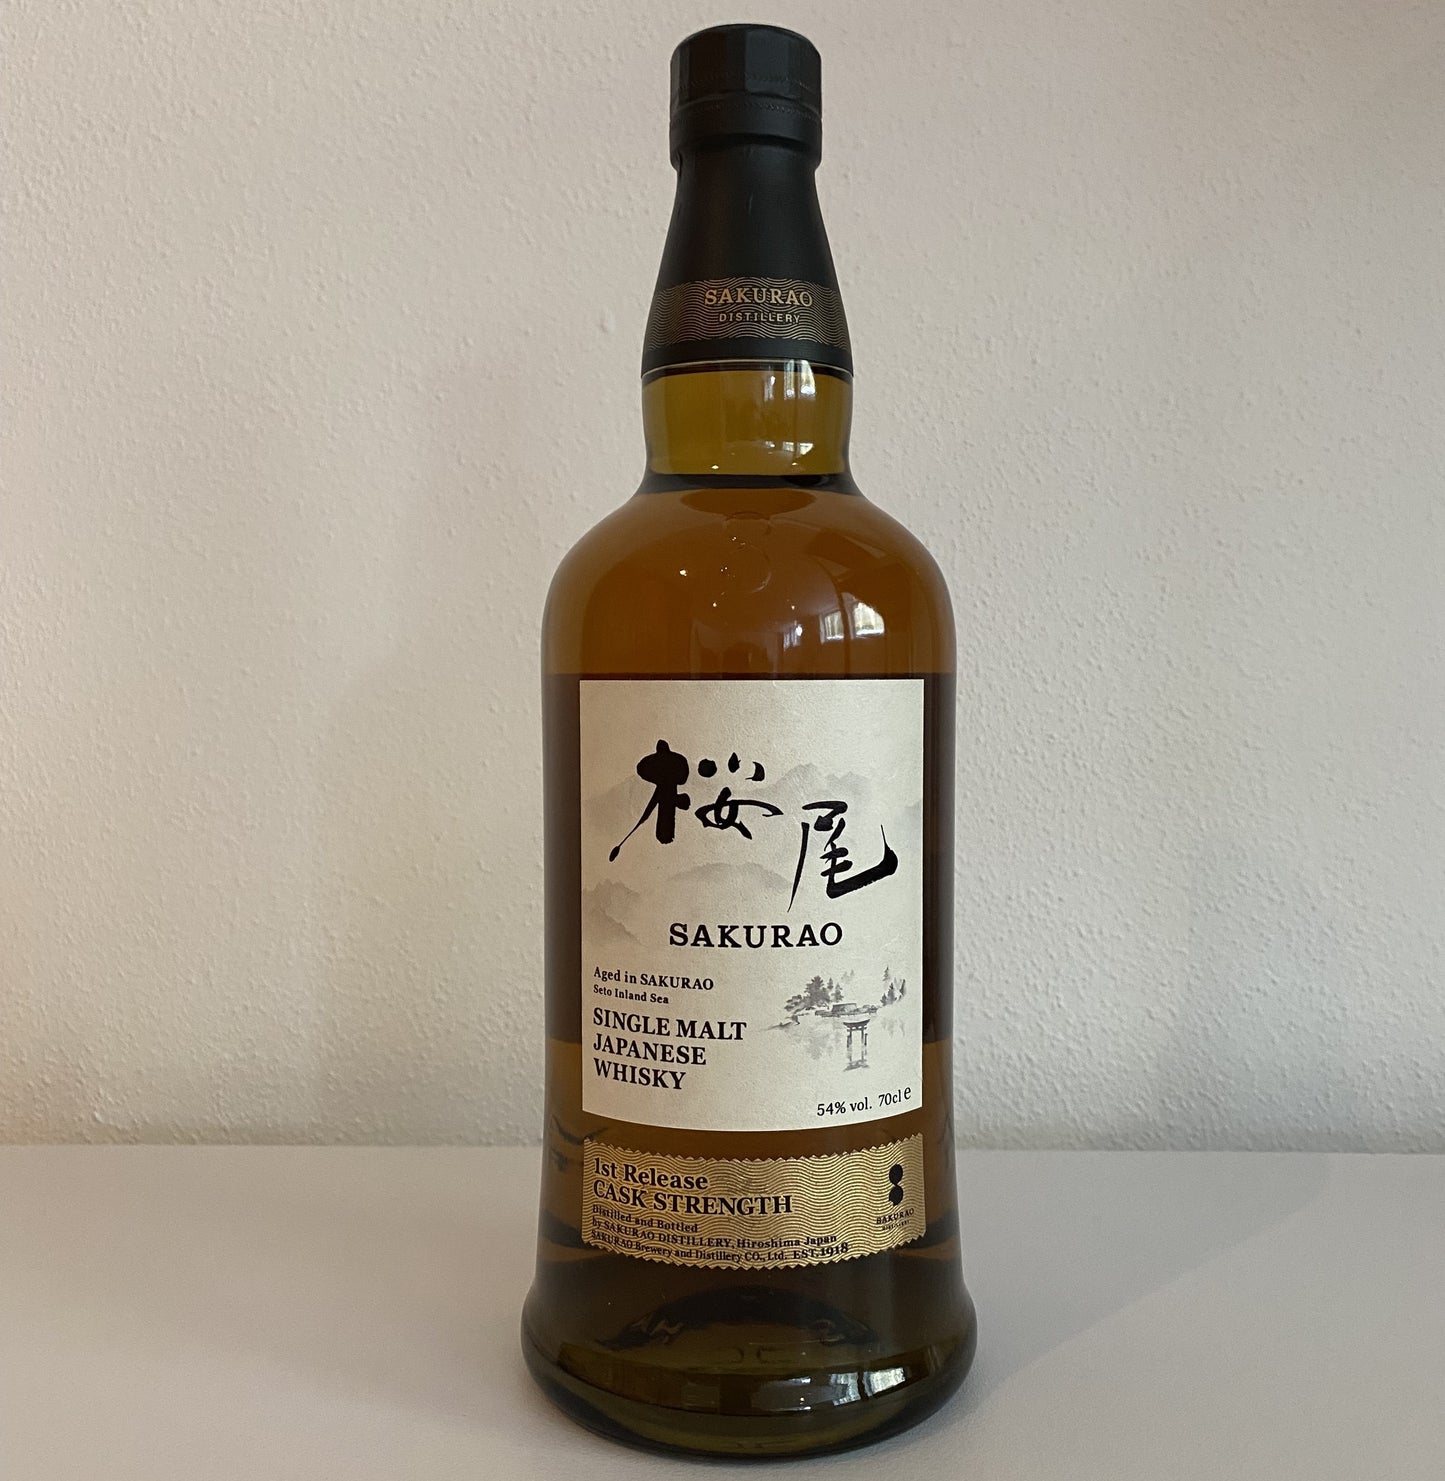 SAKURAO
DISTILLERY
桜尾
SAKURAO
Aged in SAKURAO
Seto Inland Sea
SINGLE MALT
JAPANESE
WHISKY
54% vol. 70cl e
1st Release
CASK STRENGTH
Distilled and Bottled
by SAKURAO DISTILLERY, Hiroshima Japan
SAKURAO Brewery and Distillery CO., Ltd. EST.1918
SAKURAO
DISTILLERY